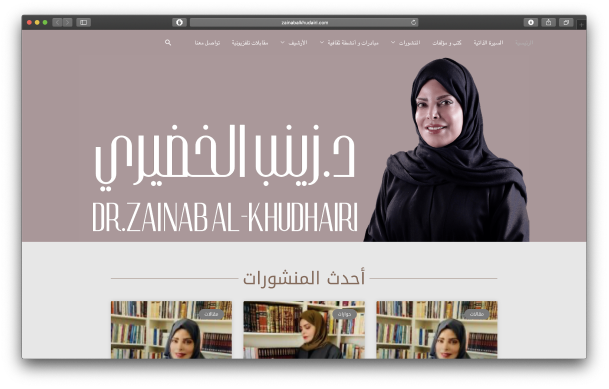 zainabalkhudairi.com
الرئيسية السيرة الذاتية كتب و مؤلفات المنشورات مبادرات و أنشطة ثقافية الأرشيف مقابلات تلفزيونية تواصل معنا
د.زينب الخضيري
DR.ZAINAB AL-KHUDHAIRI
أحدث المنشورات
مقالات حوارات مقالات